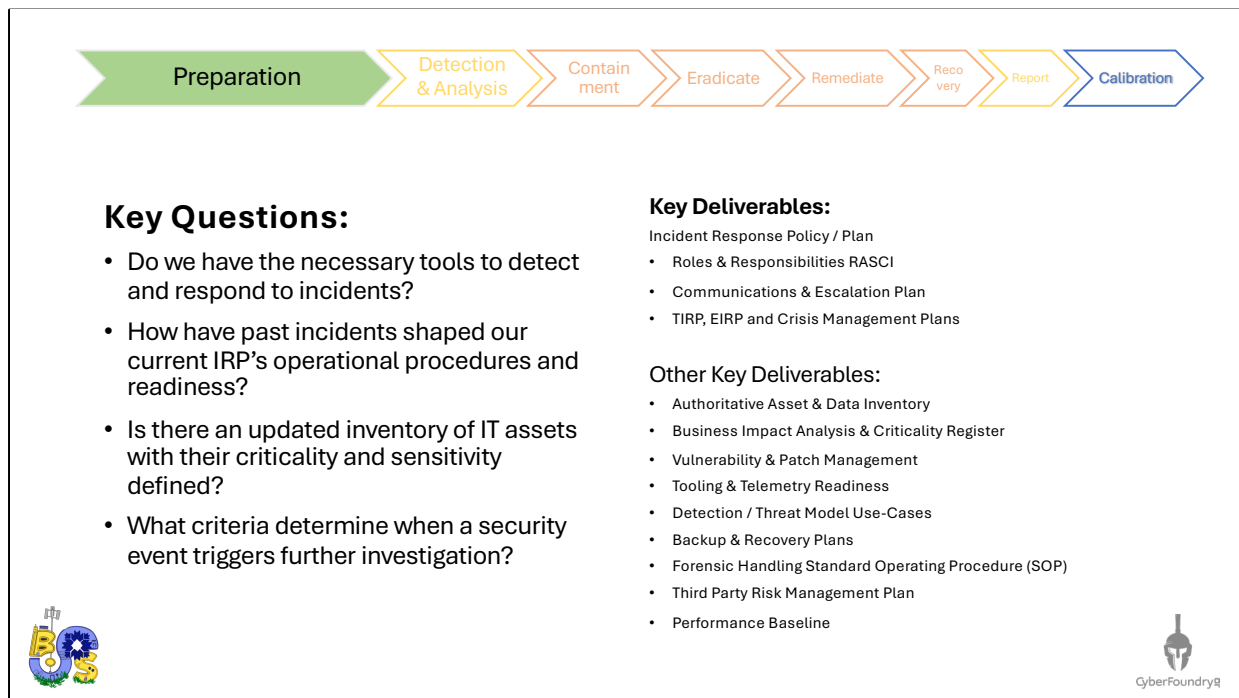 Preparation
Detection
& Analysis
Contain
ment
Eradicate
Remediate
Reco
very
Report
Calibration
Key Questions:
• Do we have the necessary tools to detect
and respond to incidents?
• How have past incidents shaped our
current IRP's operational procedures and
readiness?
• Is there an updated inventory of IT assets
with their criticality and sensitivity
defined?
• What criteria determine when a security
event triggers further investigation?
Key Deliverables:
Incident Response Policy / Plan
• Roles & Responsibilities RASCI
• Communications & Escalation Plan
• TIRP, EIRP and Crisis Management Plans
Other Key Deliverables:
• Authoritative Asset & Data Inventory
• Business Impact Analysis & Criticality Register
• Vulnerability & Patch Management
• Tooling & Telemetry Readiness
• Detection / Threat Model Use-Cases
• Backup & Recovery Plans
• Forensic Handling Standard Operating Procedure (SOP)
• Third Party Risk Management Plan
• Performance Baseline
CyberFoundry